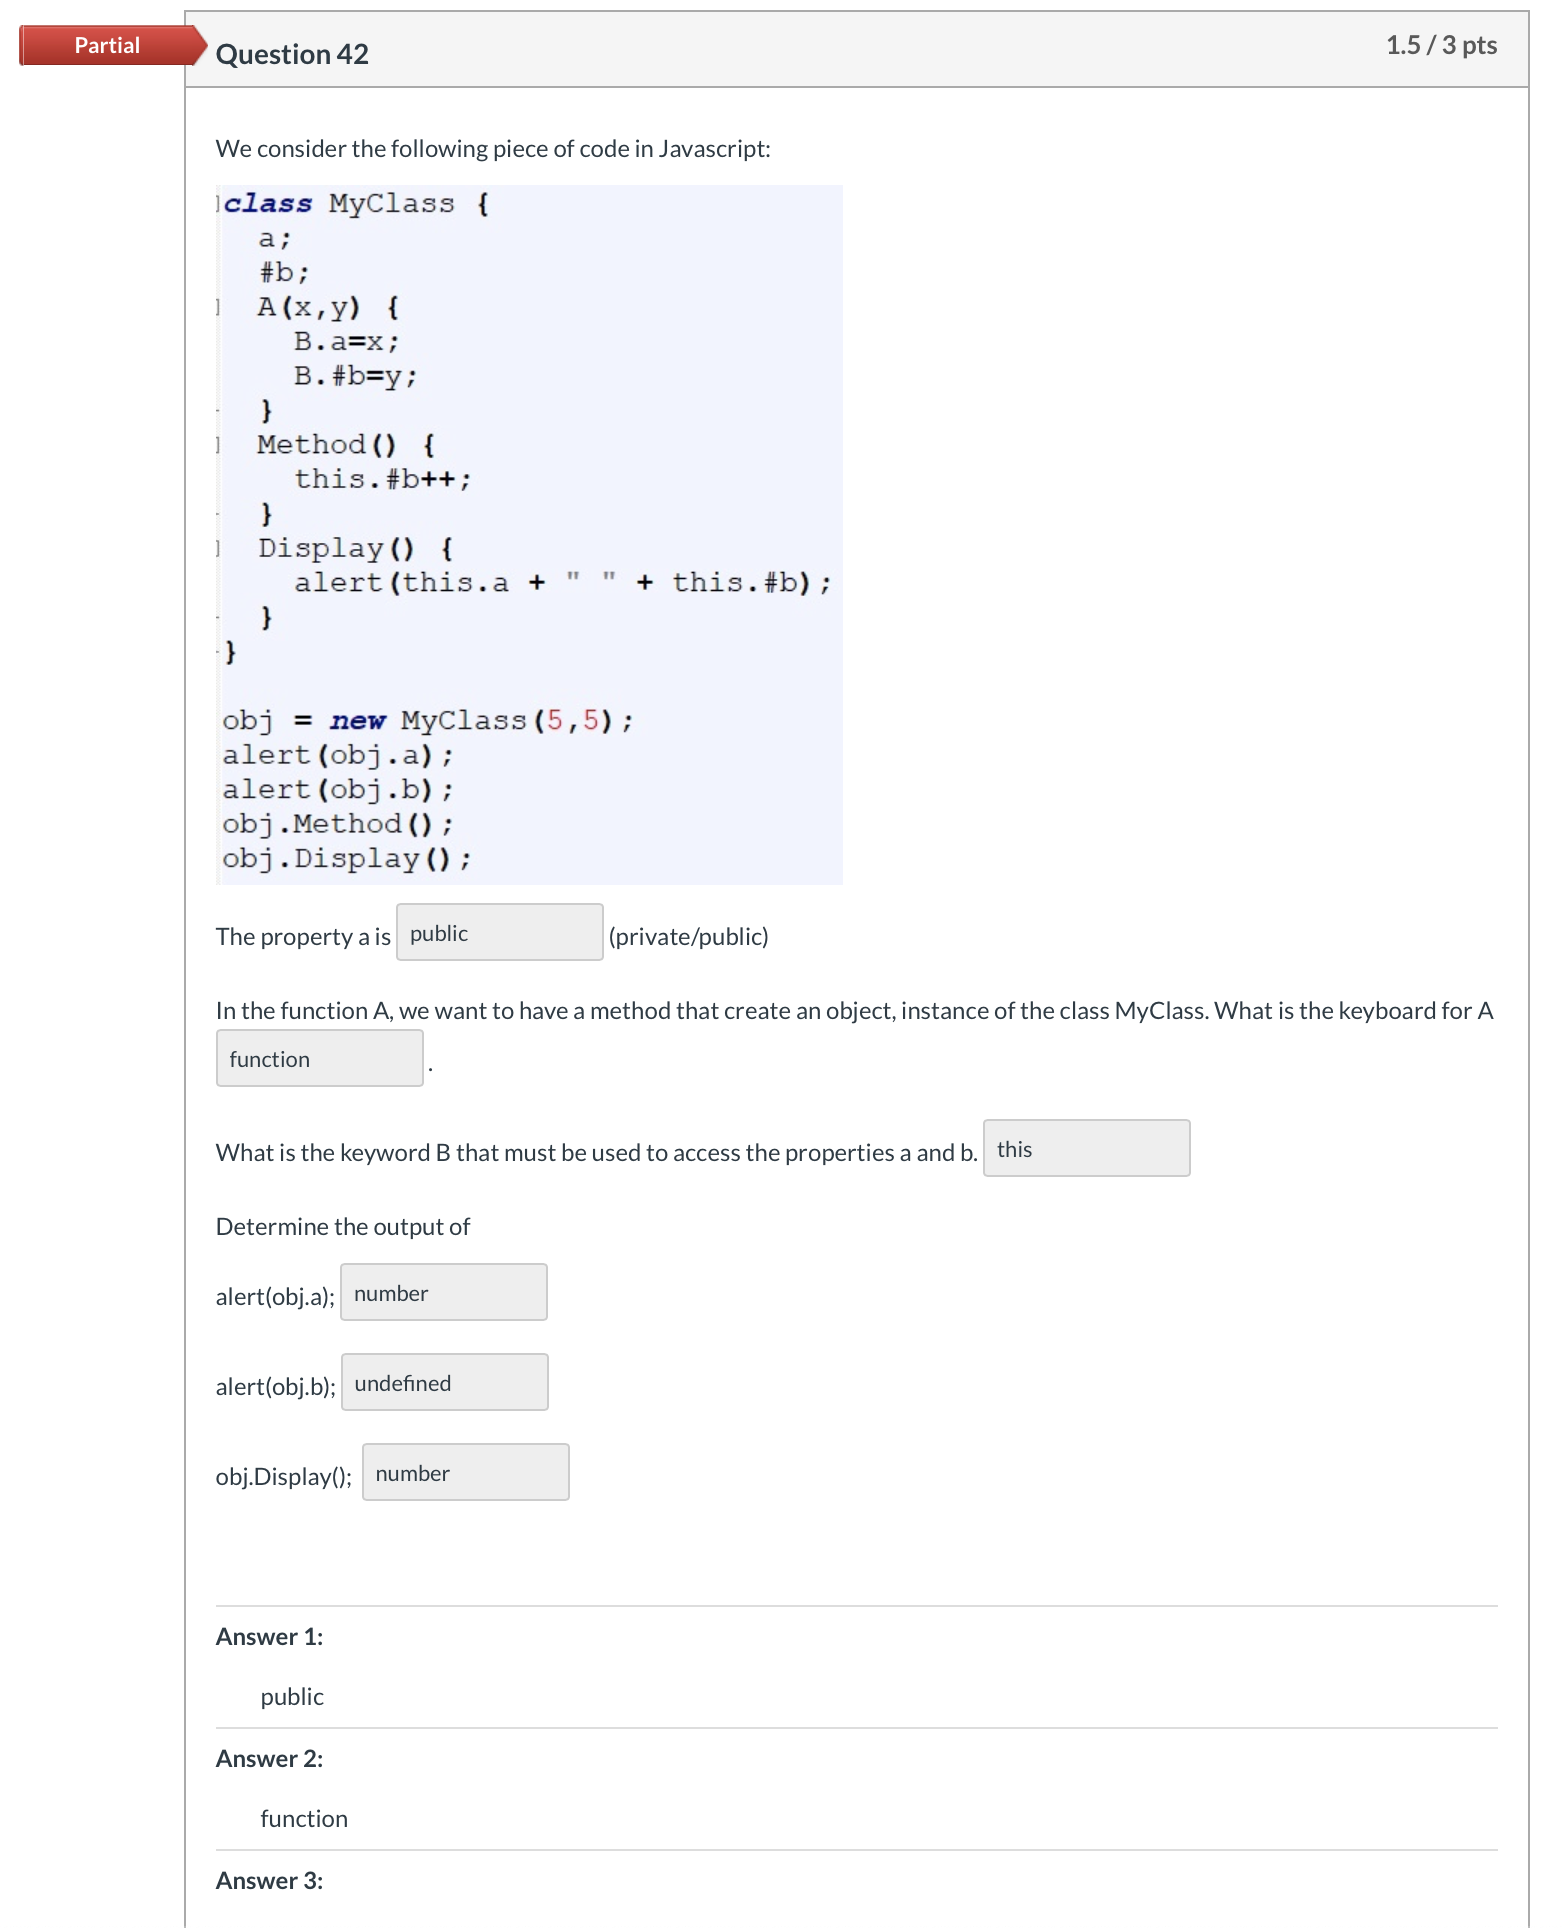 Partial
Question 42
1.5 / 3 pts
We consider the following piece of code in Javascript:
class MyClass {
a;
#b;
A(x,y) {
B.a=x;
B.#b=y;
}
Method() {
this.#b++;
}
Display() {
alert(this.a + " " + this.#b);
}
}
obj = new MyClass(5,5);
alert(obj.a);
alert(obj.b);
obj.Method();
obj.Display();
The property a is public (private/public)
In the function A, we want to have a method that create an object, instance of the class MyClass. What is the keyboard for A
function .
What is the keyword B that must be used to access the properties a and b. this
Determine the output of
alert(obj.a); number
alert(obj.b); undefined
obj.Display(); number
Answer 1:
public
Answer 2:
function
Answer 3: